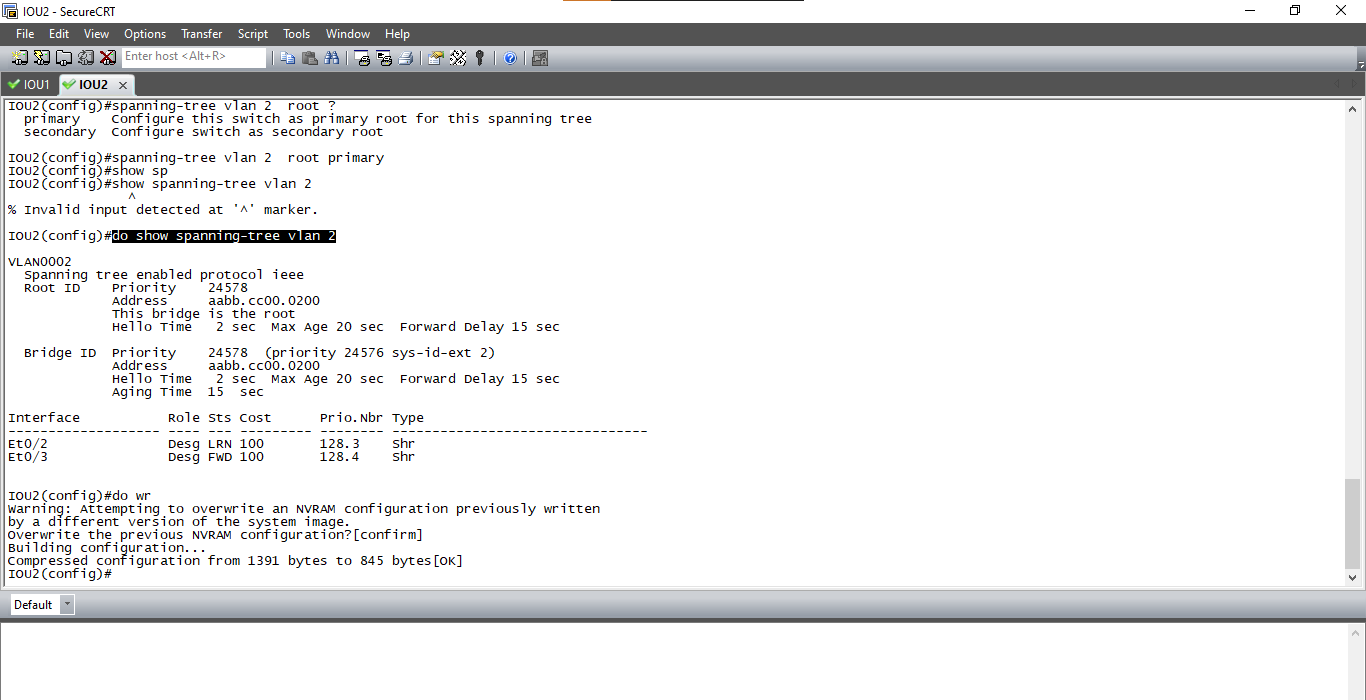 IOU2 - SecureCRT
File Edit View Options Transfer Script Tools Window Help
Enter host <Alt+R>
IOU1 IOU2
IOU2(config)#spanning-tree vlan 2  root ?
  primary    Configure this switch as primary root for this spanning tree
  secondary  Configure switch as secondary root
IOU2(config)#spanning-tree vlan 2  root primary
IOU2(config)#show sp
IOU2(config)#show spanning-tree vlan 2
               ^
% Invalid input detected at '^' marker.
IOU2(config)#do show spanning-tree vlan 2
VLAN0002
  Spanning tree enabled protocol ieee
  Root ID    Priority    24578
             Address     aabb.cc00.0200
             This bridge is the root
             Hello Time   2 sec  Max Age 20 sec  Forward Delay 15 sec
  Bridge ID  Priority    24578  (priority 24576 sys-id-ext 2)
             Address     aabb.cc00.0200
             Hello Time   2 sec  Max Age 20 sec  Forward Delay 15 sec
             Aging Time  15  sec
Interface           Role Sts Cost      Prio.Nbr Type
------------------- ---- --- --------- -------- --------------------------------
Et0/2               Desg LRN 100       128.3    Shr
Et0/3               Desg FWD 100       128.4    Shr
IOU2(config)#do wr
Warning: Attempting to overwrite an NVRAM configuration previously written
by a different version of the system image.
Overwrite the previous NVRAM configuration?[confirm]
Building configuration...
Compressed configuration from 1391 bytes to 845 bytes[OK]
IOU2(config)#
Default